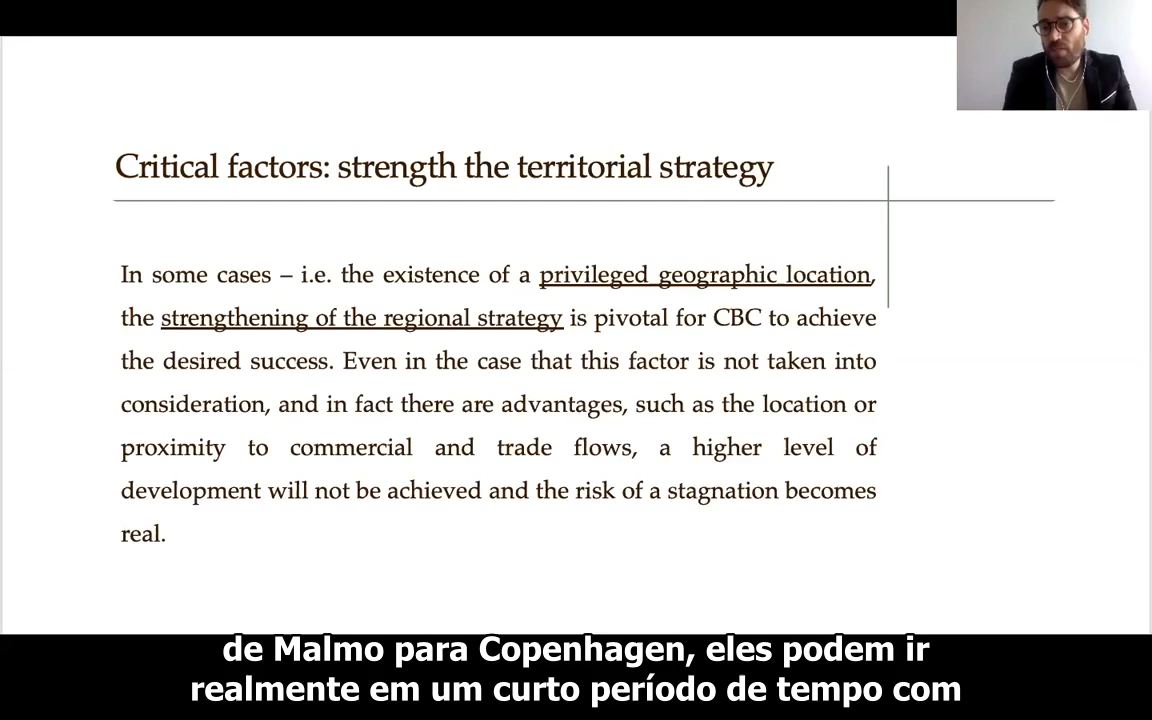 Critical factors: strength the territorial strategy
In some cases – i.e. the existence of a privileged geographic location,
the strengthening of the regional strategy is pivotal for CBC to achieve
the desired success. Even in the case that this factor is not taken into
consideration, and in fact there are advantages, such as the location or
proximity to commercial and trade flows, a higher level of
development will not be achieved and the risk of a stagnation becomes
real.
de Malmo para Copenhagen, eles podem ir
realmente em um curto período de tempo com